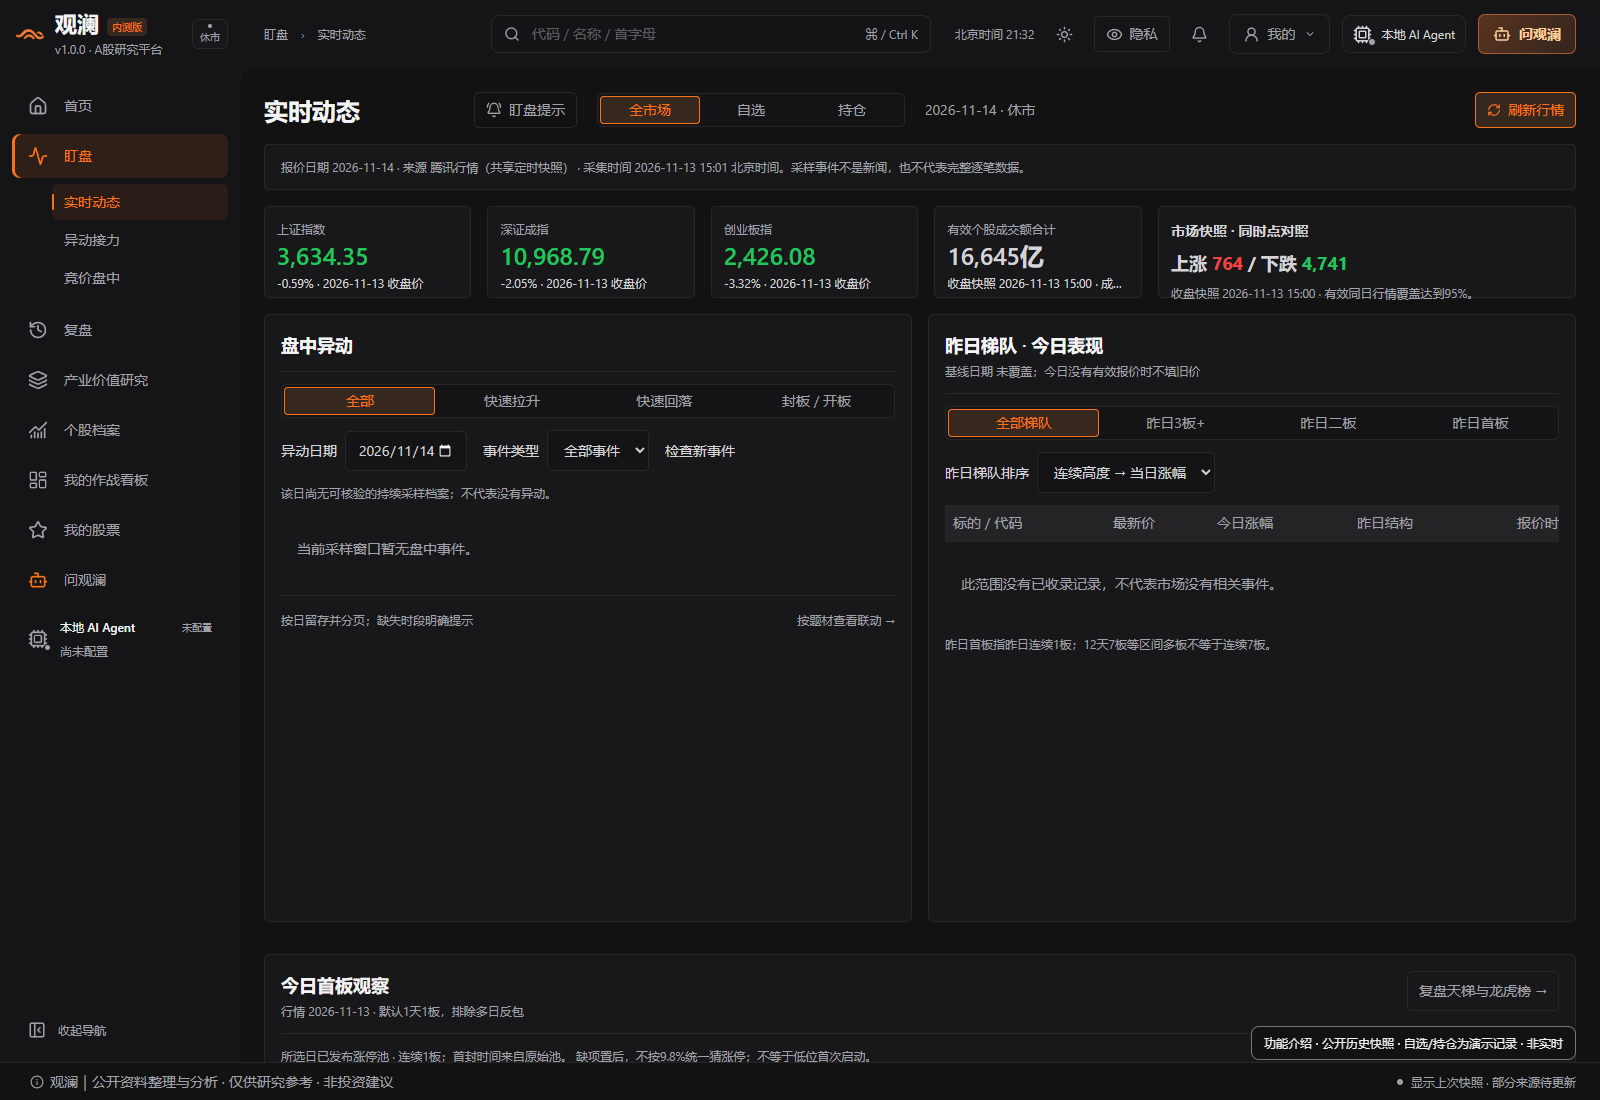 观澜 内测版
v1.0.0 · A股研究平台
休市
盯盘 › 实时动态
代码 / 名称 / 首字母
⌘ / Ctrl K
北京时间 21:32
隐私
我的
本地 AI Agent
问观澜
首页
盯盘
实时动态
异动接力
竞价盘中
复盘
产业价值研究
个股档案
我的作战看板
我的股票
问观澜
本地 AI Agent 未配置
尚未配置
收起导航
实时动态
盯盘提示
全市场 自选 持仓
2026-11-14 · 休市
刷新行情
报价日期 2026-11-14 · 来源 腾讯行情（共享定时快照） · 采集时间 2026-11-13 15:01 北京时间。采样事件不是新闻，也不代表完整逐笔数据。
上证指数
3,634.35
-0.59% · 2026-11-13 收盘价
深证成指
10,968.79
-2.05% · 2026-11-13 收盘价
创业板指
2,426.08
-3.32% · 2026-11-13 收盘价
有效个股成交额合计
16,645亿
收盘快照 2026-11-13 15:00 · 成...
市场快照 · 同时点对照
上涨 764 / 下跌 4,741
收盘快照 2026-11-13 15:00 · 有效同日行情覆盖达到95%。
盘中异动
全部 快速拉升 快速回落 封板 / 开板
异动日期 2026/11/14 事件类型 全部事件 检查新事件
该日尚无可核验的持续采样档案；不代表没有异动。
当前采样窗口暂无盘中事件。
按日留存并分页；缺失时段明确提示
按题材查看联动 →
昨日梯队 · 今日表现
基线日期 未覆盖；今日没有有效报价时不填旧价
全部梯队 昨日3板+ 昨日二板 昨日首板
昨日梯队排序 连续高度 → 当日涨幅
标的 / 代码 最新价 今日涨幅 昨日结构 报价时
此范围没有已收录记录，不代表市场没有相关事件。
昨日首板指昨日连续1板；12天7板等区间多板不等于连续7板。
今日首板观察
行情 2026-11-13 · 默认1天1板，排除多日反包
复盘天梯与龙虎榜 →
所选日已发布涨停池 · 连续1板；首封时间来自原始池。 缺项置后，不按9.8%统一猜涨停；不等于低位首次启动。
功能介绍 · 公开历史快照 · 自选/持仓为演示记录 · 非实时
观澜 | 公开资料整理与分析 · 仅供研究参考 · 非投资建议
显示上次快照 · 部分来源待更新